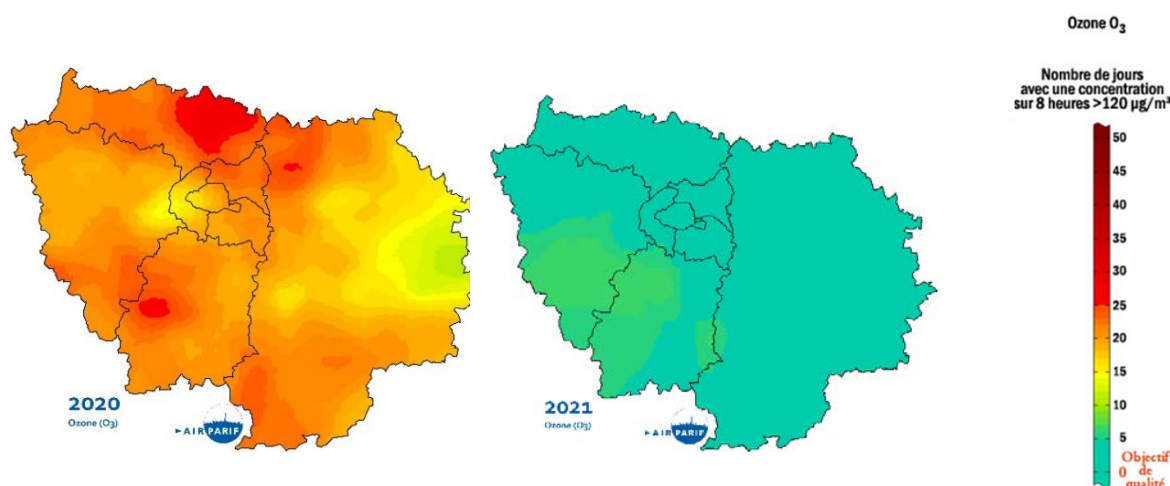 2020
Ozone (O3)
AIRPARIF
2021
Ozone (O3)
AIRPARIF
Ozone O3
Nombre de jours
avec une concentration
sur 8 heures >120 µg/m³
50
45
40
35
30
25
20
15
10
5
0
Objectif
de
qualité